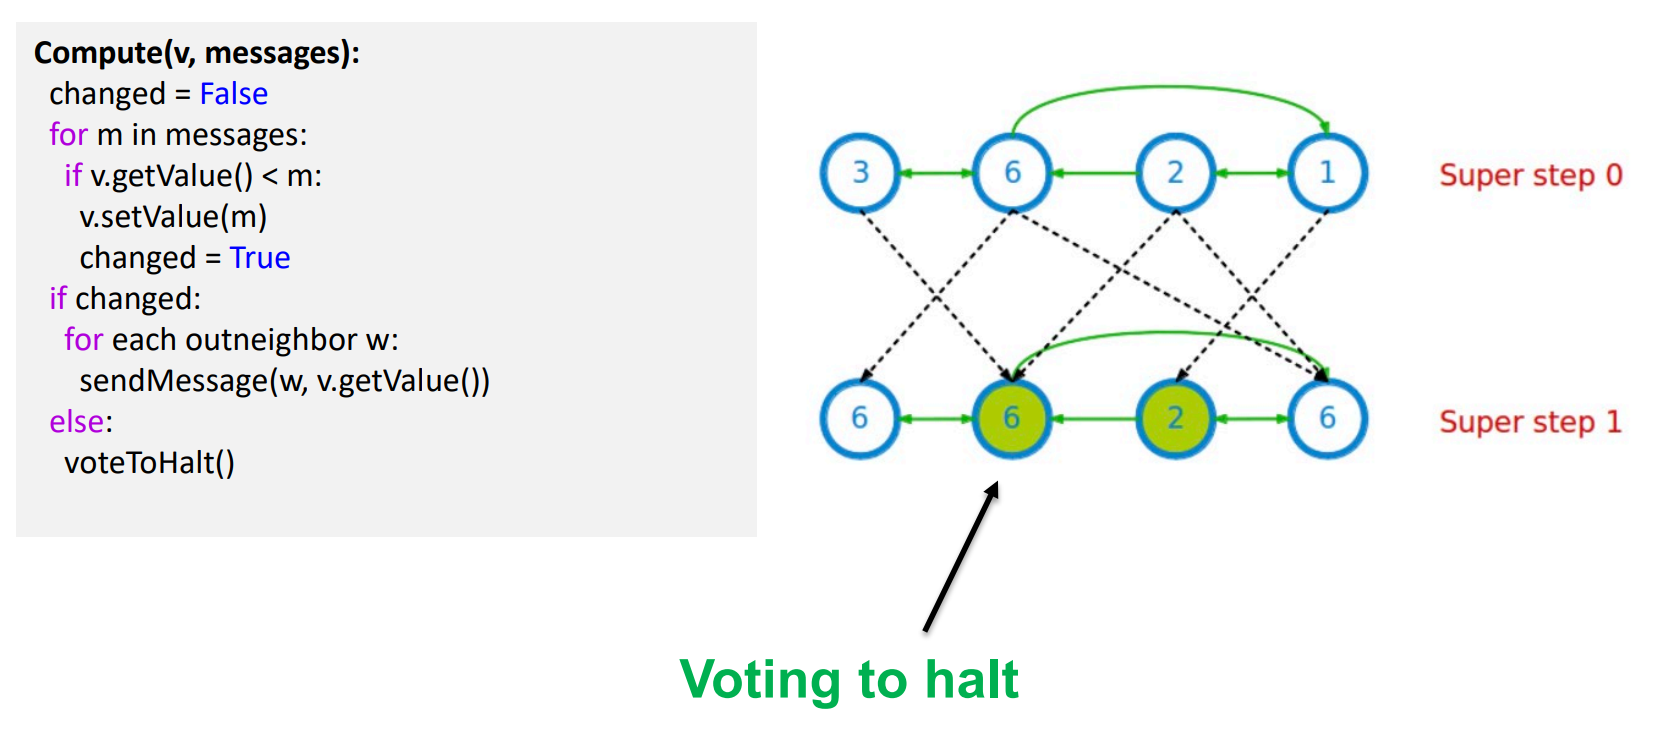 Compute(v, messages):
changed = False
for m in messages:
if v.getValue() < m:
v.setValue(m)
changed = True
if changed:
for each outneighbor w:
sendMessage(w, v.getValue())
else:
voteToHalt()
3 6 2 1 Super step 0
6 6 2 6 Super step 1
Voting to halt